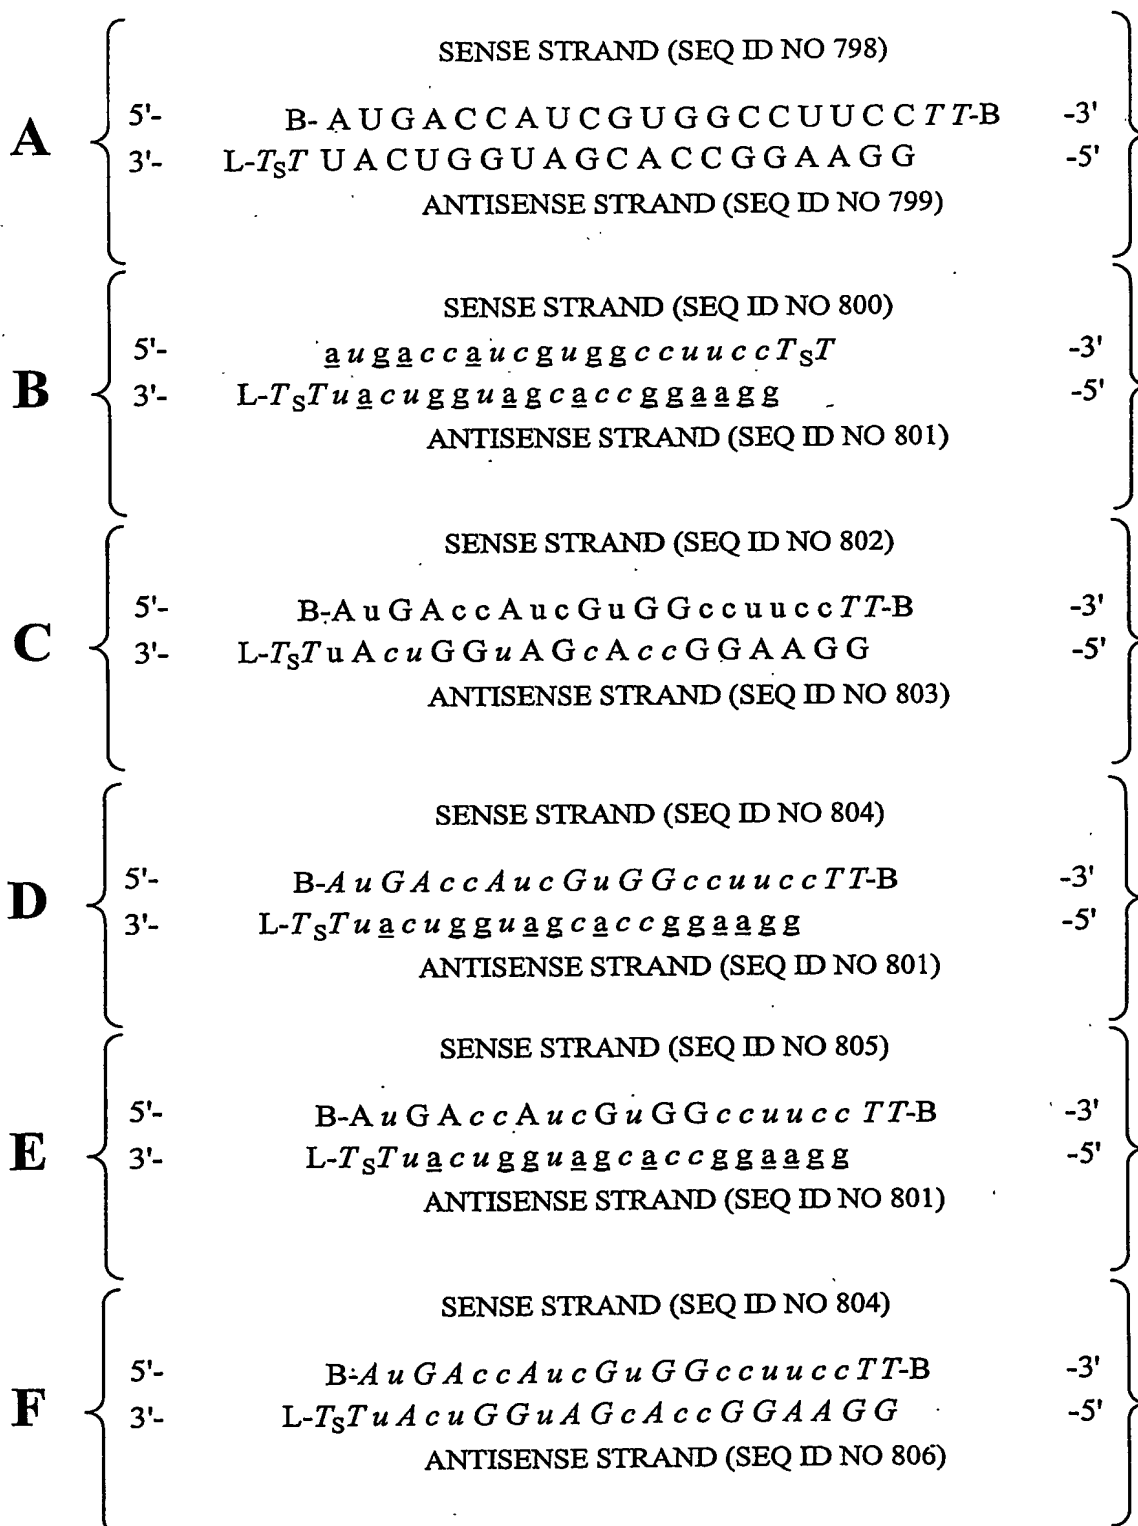 SENSE STRAND (SEQ ID NO 798)
A
5'- B- A U G A C C A U C G U G G C C U U C C T T-B -3'
3'- L-TsT U A C U G G U A G C A C C G G A A G G -5'
ANTISENSE STRAND (SEQ ID NO 799)
SENSE STRAND (SEQ ID NO 800)
B
5'- a u g a c c a u c g u g g c c u u c c TsT -3'
3'- L-TsT u a c u g g u a g c a c c g g a a g g -5'
ANTISENSE STRAND (SEQ ID NO 801)
SENSE STRAND (SEQ ID NO 802)
C
5'- B-A u G A c c A u c G u G G c c u u c c TT-B -3'
3'- L-TsT u A c u G G u A G c A c c G G A A G G -5'
ANTISENSE STRAND (SEQ ID NO 803)
SENSE STRAND (SEQ ID NO 804)
D
5'- B-A u G A c c A u c G u G G c c u u c c TT-B -3'
3'- L-TsT u a c u g g u a g c a c c g g a a g g -5'
ANTISENSE STRAND (SEQ ID NO 801)
SENSE STRAND (SEQ ID NO 805)
E
5'- B-A u G A c c A u c G u G G c c u u c c TT-B -3'
3'- L-TsT u a c u g g u a g c a c c g g a a g g -5'
ANTISENSE STRAND (SEQ ID NO 801)
SENSE STRAND (SEQ ID NO 804)
F
5'- B-A u G A c c A u c G u G G c c u u c c TT-B -3'
3'- L-TsT u A c u G G u A G c A c c G G A A G G -5'
ANTISENSE STRAND (SEQ ID NO 806)